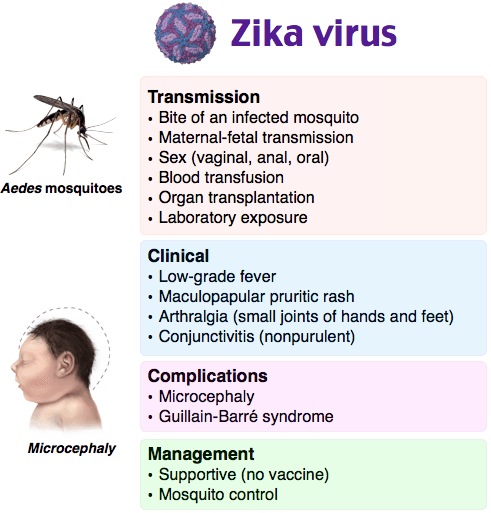 Zika virus
Aedes mosquitoes
Transmission
• Bite of an infected mosquito
• Maternal-fetal transmission
• Sex (vaginal, anal, oral)
• Blood transfusion
• Organ transplantation
• Laboratory exposure
Clinical
• Low-grade fever
• Maculopapular pruritic rash
• Arthralgia (small joints of hands and feet)
• Conjunctivitis (nonpurulent)
Microcephaly
Complications
• Microcephaly
• Guillain-Barré syndrome
Management
• Supportive (no vaccine)
• Mosquito control